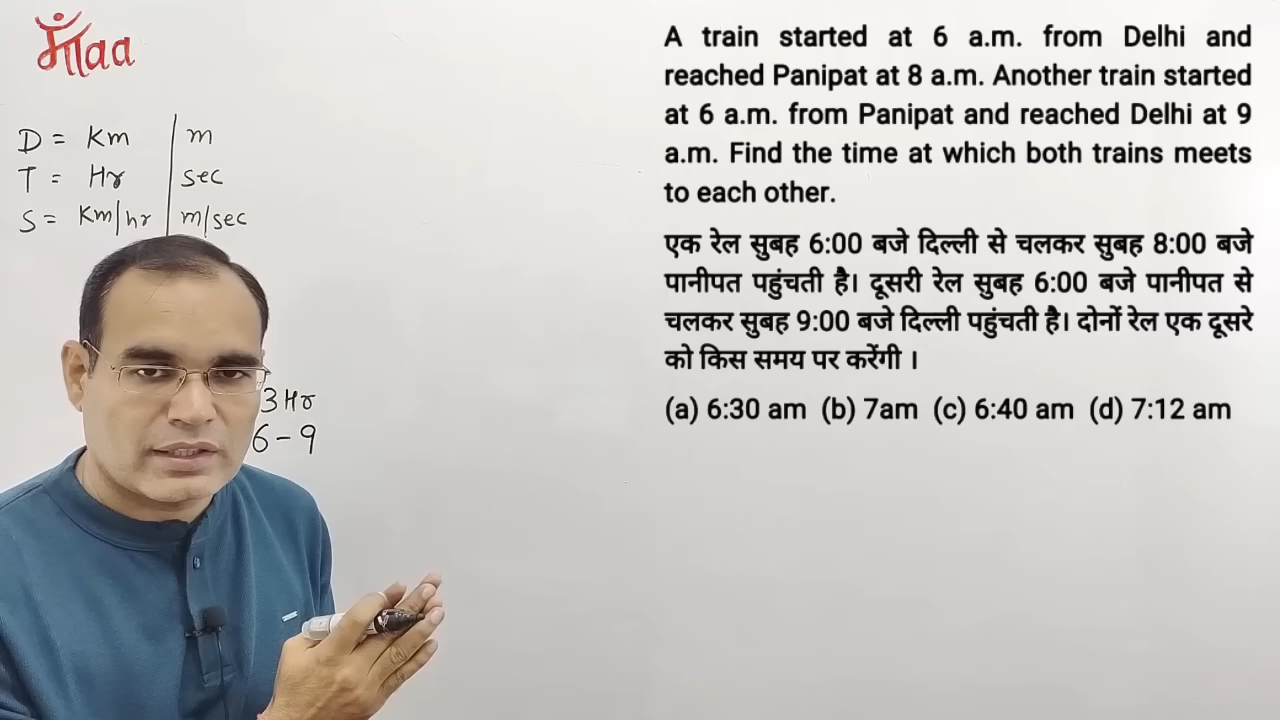 माँaa
D = Km | m
T = Hr | sec
S = Km/hr | m/sec
3Hr
6-9
A train started at 6 a.m. from Delhi and
reached Panipat at 8 a.m. Another train started
at 6 a.m. from Panipat and reached Delhi at 9
a.m. Find the time at which both trains meets
to each other.
एक रेल सुबह 6:00 बजे दिल्ली से चलकर सुबह 8:00 बजे
पानीपत पहुंचती है। दूसरी रेल सुबह 6:00 बजे पानीपत से
चलकर सुबह 9:00 बजे दिल्ली पहुंचती है। दोनों रेल एक दूसरे
को किस समय पर करेंगी ।
(a) 6:30 am (b) 7am (c) 6:40 am (d) 7:12 am